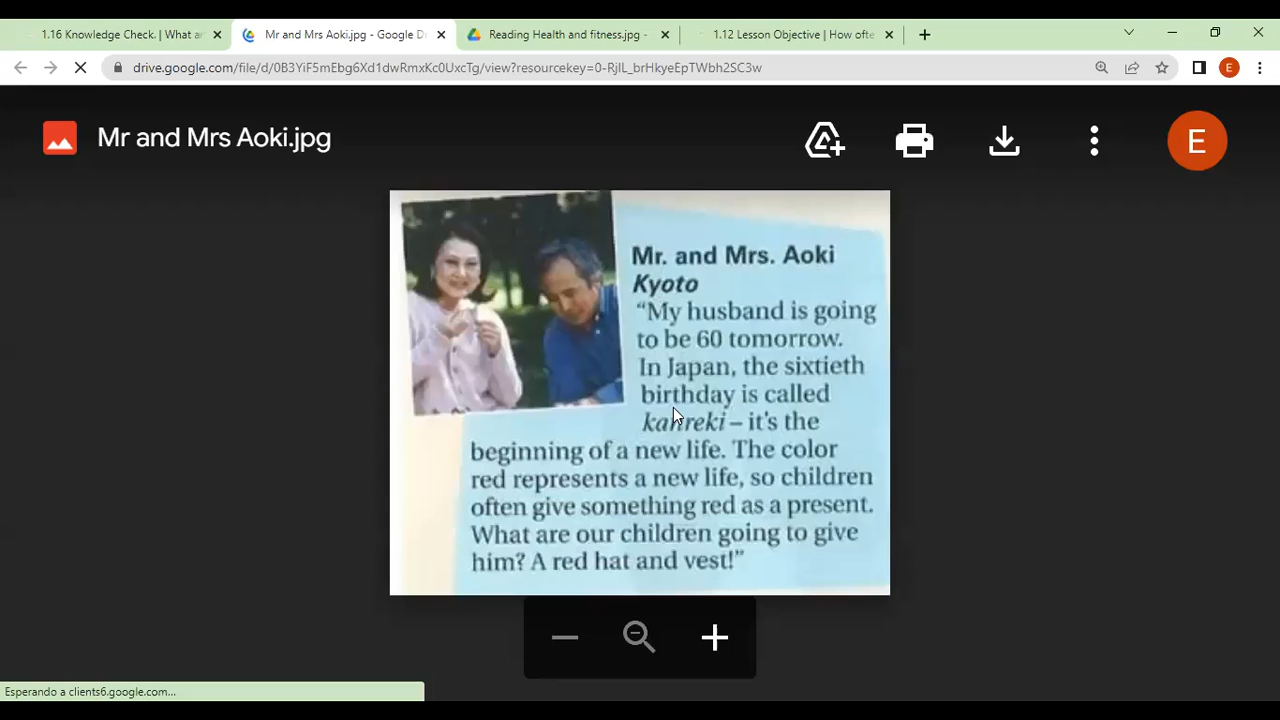 1.16 Knowledge Check. | What ar
Mr and Mrs Aoki.jpg - Google D
Reading Health and fitness.jpg -
1.12 Lesson Objective | How ofte
drive.google.com/file/d/0B3YiF5mEbg6Xd1dwRmxKc0UxcTg/view?resourcekey=0-RjIL_brHkyeEpTWbh2SC3w
E
Mr and Mrs Aoki.jpg
E
Mr. and Mrs. Aoki
Kyoto
“My husband is going
to be 60 tomorrow.
In Japan, the sixtieth
birthday is called
kanreki – it's the
beginning of a new life. The color
red represents a new life, so children
often give something red as a present.
What are our children going to give
him? A red hat and vest!”
Esperando a clients6.google.com...